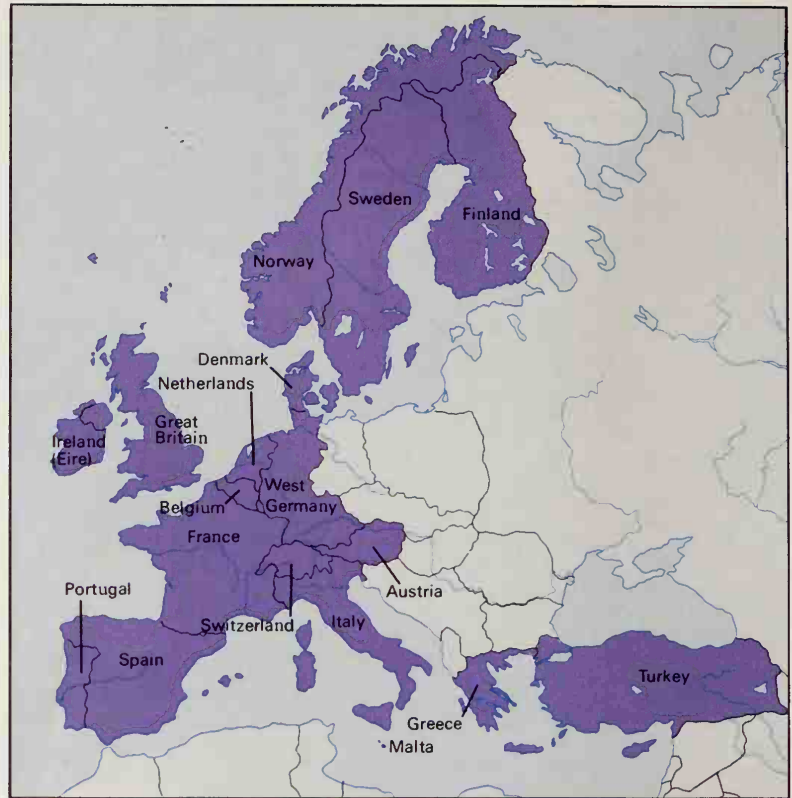 Sweden
Finland
Norway
Denmark
Netherlands
Great
Britain
Ireland
(Eire)
West
Germany
Belgium
France
Austria
Portugal
Switzerland
Italy
Spain
Turkey
Greece
Malta